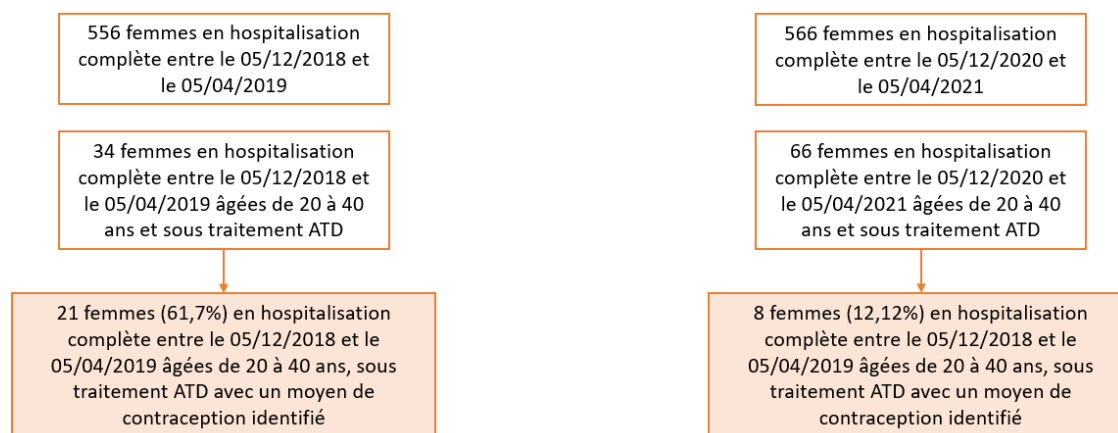 556 femmes en hospitalisation
complète entre le 05/12/2018 et
le 05/04/2019
34 femmes en hospitalisation
complète entre le 05/12/2018 et
le 05/04/2019 âgées de 20 à 40
ans et sous traitement ATD
21 femmes (61,7%) en hospitalisation
complète entre le 05/12/2018 et le
05/04/2019 âgées de 20 à 40 ans, sous
traitement ATD avec un moyen de
contraception identifié
566 femmes en hospitalisation
complète entre le 05/12/2020 et
le 05/04/2021
66 femmes en hospitalisation
complète entre le 05/12/2020 et
le 05/04/2021 âgées de 20 à 40
ans et sous traitement ATD
8 femmes (12,12%) en hospitalisation
complète entre le 05/12/2018 et le
05/04/2019 âgées de 20 à 40 ans, sous
traitement ATD avec un moyen de
contraception identifié